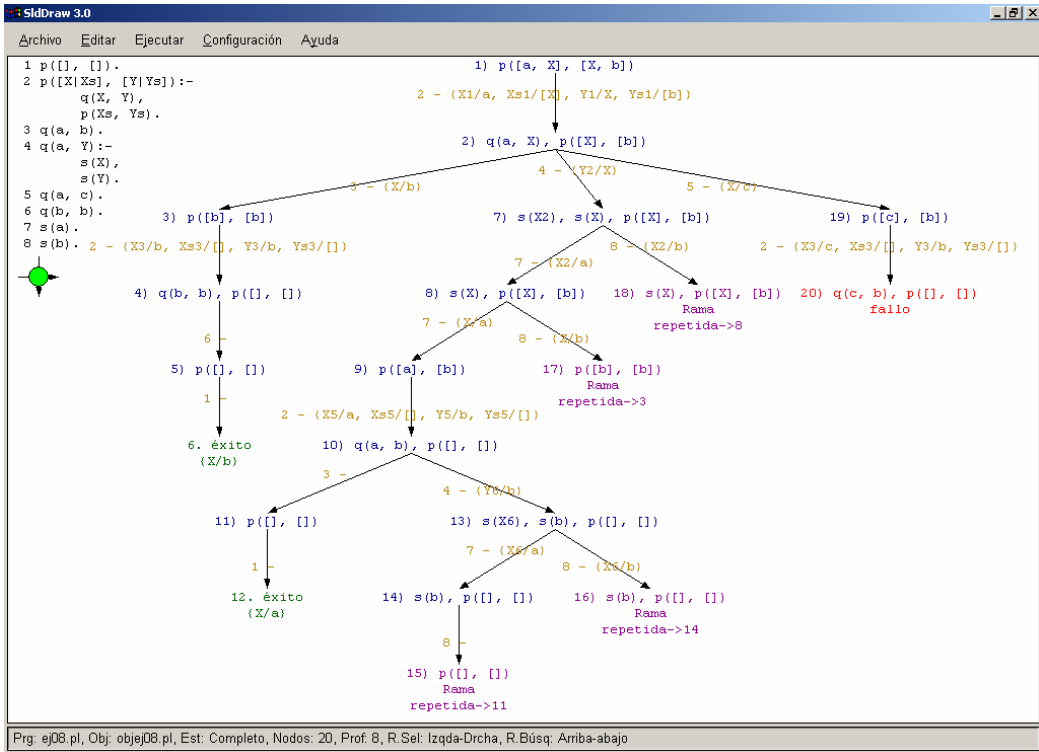 SldDraw 3.0
Archivo Editar Ejecutar Configuración Ayuda
1 p([], []).
2 p([X|Xs], [Y|Ys]):-
q(X, Y),
p(Xs, Ys).
3 q(a, b).
4 q(a, Y):-
s(X),
s(Y).
5 q(a, c).
6 q(b, b).
7 s(a).
8 s(b).
1) p([a, X], [X, b])
2 - {X1/a, Xs1/[X], Y1/X, Ys1/[b]}
2) q(a, X), p([X], [b])
3 - {X/b}
4 - {Y2/X}
5 - {X/c}
3) p([b], [b])
7) s(X2), s(X), p([X], [b])
19) p([c], [b])
2 - {X3/b, Xs3/[], Y3/b, Ys3/[]}
7 - {X2/a}
8 - {X2/b}
2 - {X3/c, Xs3/[], Y3/b, Ys3/[]}
4) q(b, b), p([], [])
8) s(X), p([X], [b])
18) s(X), p([X], [b])
Rama
repetida->8
20) q(c, b), p([], [])
fallo
6 -
7 - {X/a}
8 - {X/b}
5) p([], [])
9) p([a], [b])
17) p([b], [b])
Rama
repetida->3
1 -
2 - {X5/a, Xs5/[], Y5/b, Ys5/[]}
6. éxito
{X/b}
10) q(a, b), p([], [])
3 -
4 - {Y6/b}
11) p([], [])
13) s(X6), s(b), p([], [])
1 -
7 - {X6/a}
8 - {X6/b}
12. éxito
{X/a}
14) s(b), p([], [])
16) s(b), p([], [])
Rama
repetida->14
8 -
15) p([], [])
Rama
repetida->11
Prg: ej08.pl, Obj: objej08.pl, Est: Completo, Nodos: 20, Prof: 8, R.Sel: Izqda-Drcha, R.Búsq: Arriba-abajo